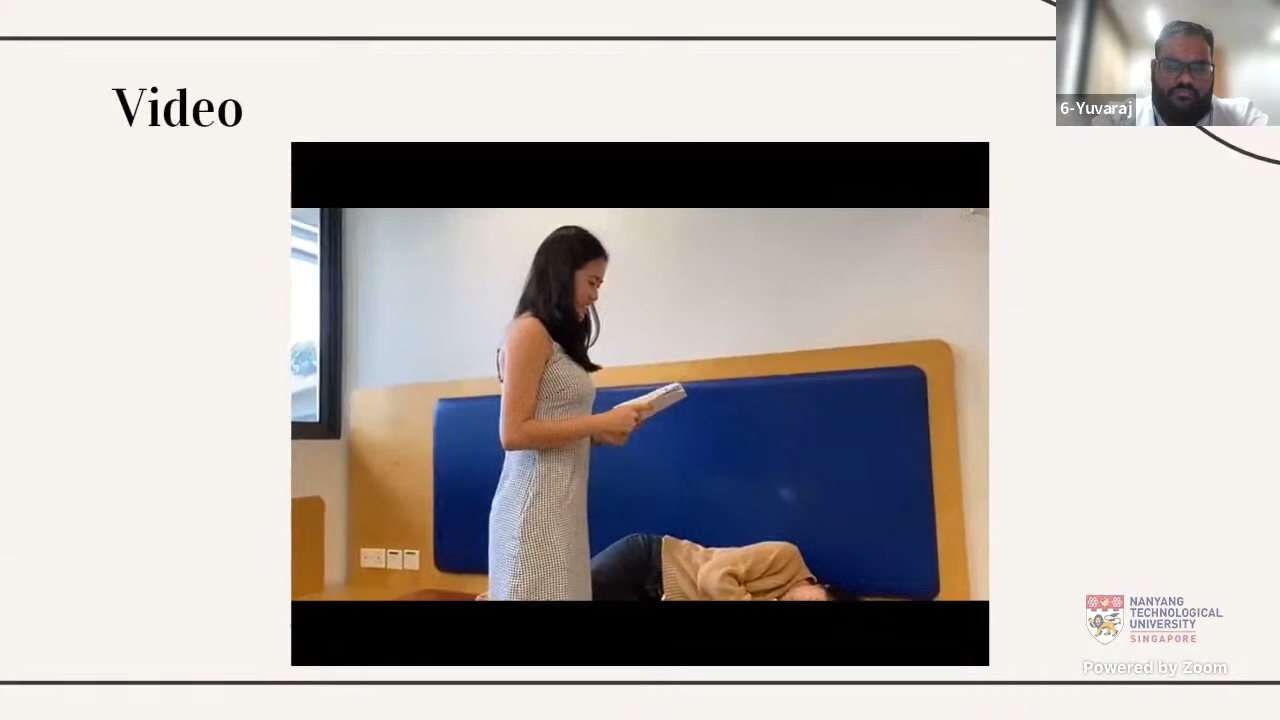 Video
6-Yuvaraj
NANYANG
TECHNOLOGICAL
UNIVERSITY
SINGAPORE
Powered by Zoom